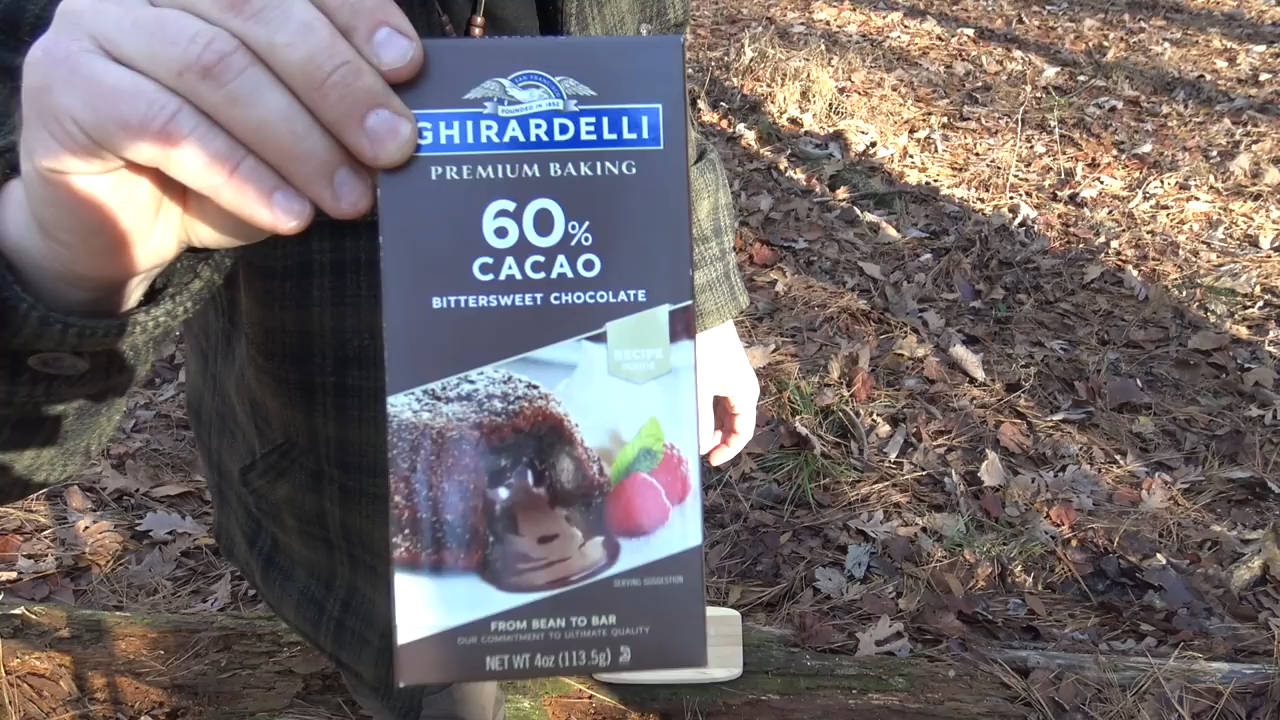 SAN FRANCISCO
FOUNDED IN 1852
GHIRARDELLI
PREMIUM BAKING
60%
CACAO
BITTERSWEET CHOCOLATE
RECIPE
INSIDE
SERVING SUGGESTION
FROM BEAN TO BAR
OUR COMMITMENT TO ULTIMATE QUALITY
NET WT 4oz (113.5g)